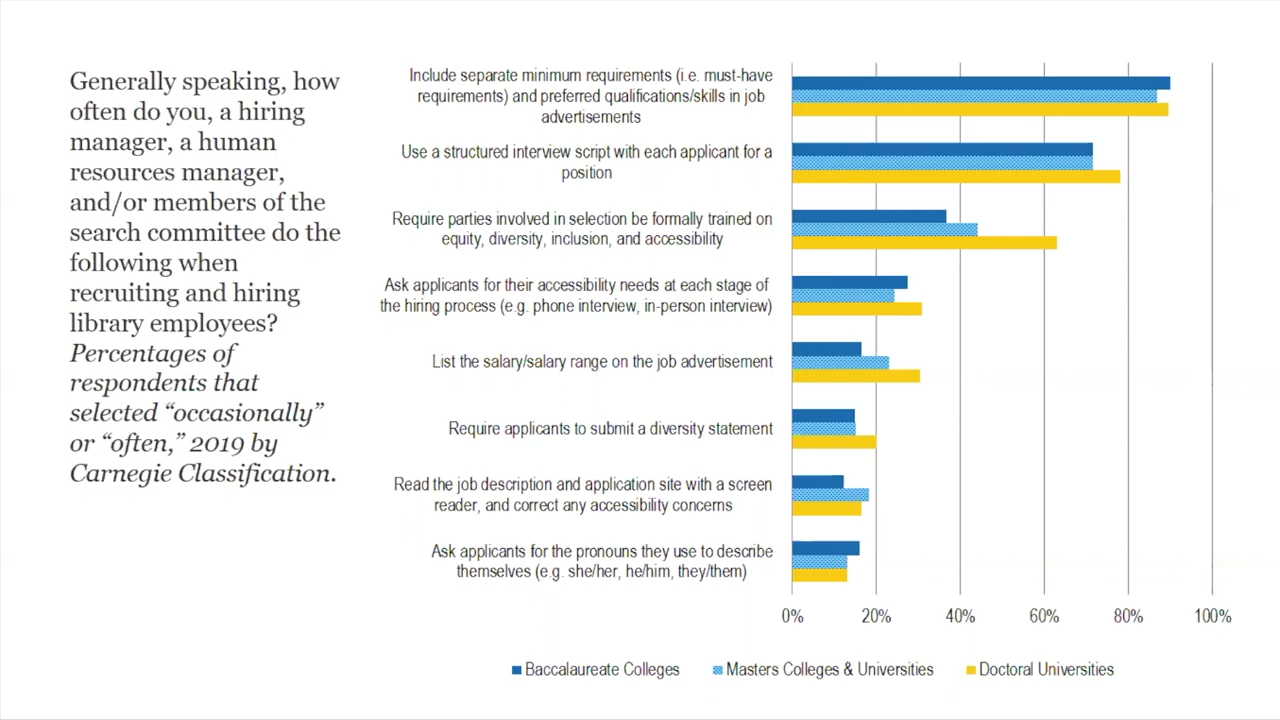 Generally speaking, how
often do you, a hiring
manager, a human
resources manager,
and/or members of the
search committee do the
following when
recruiting and hiring
library employees?
Percentages of
respondents that
selected “occasionally”
or “often,” 2019 by
Carnegie Classification.
Include separate minimum requirements (i.e. must-have
requirements) and preferred qualifications/skills in job
advertisements
Use a structured interview script with each applicant for a
position
Require parties involved in selection be formally trained on
equity, diversity, inclusion, and accessibility
Ask applicants for their accessibility needs at each stage of
the hiring process (e.g. phone interview, in-person interview)
List the salary/salary range on the job advertisement
Require applicants to submit a diversity statement
Read the job description and application site with a screen
reader, and correct any accessibility concerns
Ask applicants for the pronouns they use to describe
themselves (e.g. she/her, he/him, they/them)
0% 20% 40% 60% 80% 100%
Baccalaureate Colleges Masters Colleges & Universities Doctoral Universities